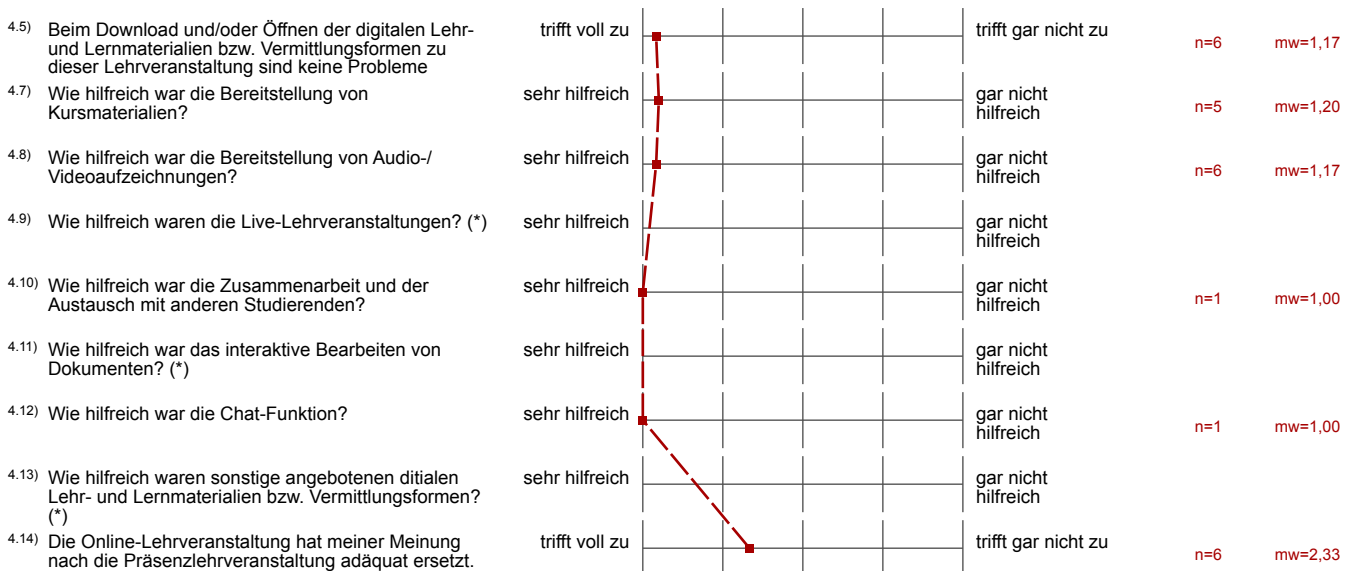 4.5) Beim Download und/oder Öffnen der digitalen Lehr- trifft voll zu trifft gar nicht zu
und Lernmaterialien bzw. Vermittlungsformen zu n=6 mw=1,17
dieser Lehrveranstaltung sind keine Probleme
4.7) Wie hilfreich war die Bereitstellung von sehr hilfreich gar nicht
Kursmaterialien? hilfreich n=5 mw=1,20
4.8) Wie hilfreich war die Bereitstellung von Audio-/ sehr hilfreich gar nicht
Videoaufzeichnungen? hilfreich n=6 mw=1,17
4.9) Wie hilfreich waren die Live-Lehrveranstaltungen? (*) sehr hilfreich gar nicht
hilfreich
4.10) Wie hilfreich war die Zusammenarbeit und der sehr hilfreich gar nicht
Austausch mit anderen Studierenden? hilfreich n=1 mw=1,00
4.11) Wie hilfreich war das interaktive Bearbeiten von sehr hilfreich gar nicht
Dokumenten? (*) hilfreich
4.12) Wie hilfreich war die Chat-Funktion? sehr hilfreich gar nicht
hilfreich n=1 mw=1,00
4.13) Wie hilfreich waren sonstige angebotenen ditialen sehr hilfreich gar nicht
Lehr- und Lernmaterialien bzw. Vermittlungsformen? hilfreich
(*)
4.14) Die Online-Lehrveranstaltung hat meiner Meinung trifft voll zu trifft gar nicht zu
nach die Präsenzlehrveranstaltung adäquat ersetzt. n=6 mw=2,33